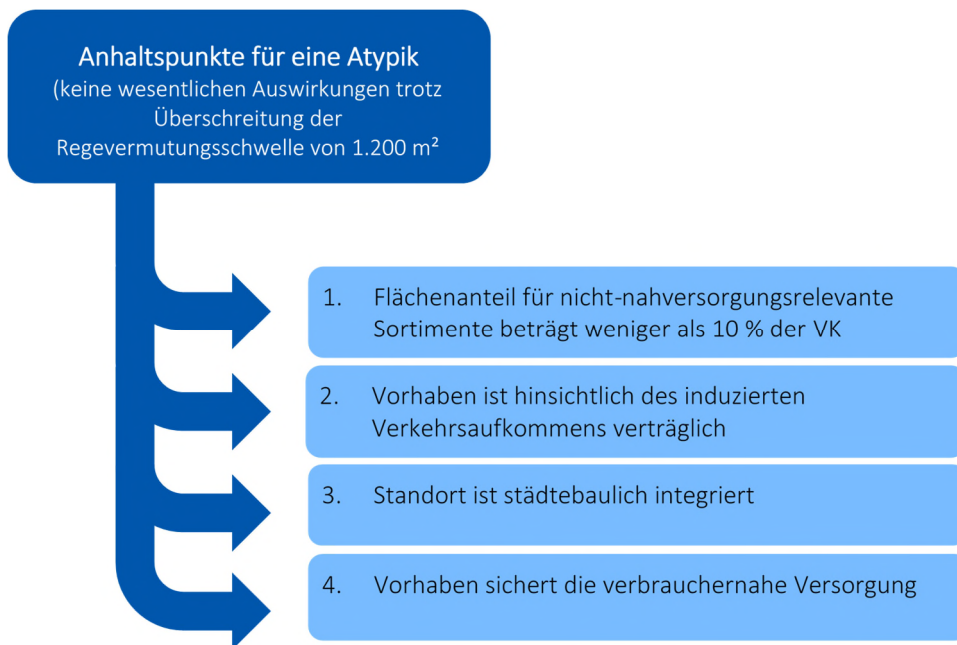 Anhaltspunkte für eine Atypik
(keine wesentlichen Auswirkungen trotz
Überschreitung der
Regevermutungsschwelle von 1.200 m²
1. Flächenanteil für nicht-nahversorgungsrelevante
Sortimente beträgt weniger als 10 % der VK
2. Vorhaben ist hinsichtlich des induzierten
Verkehrsaufkommens verträglich
3. Standort ist städtebaulich integriert
4. Vorhaben sichert die verbrauchernahe Versorgung